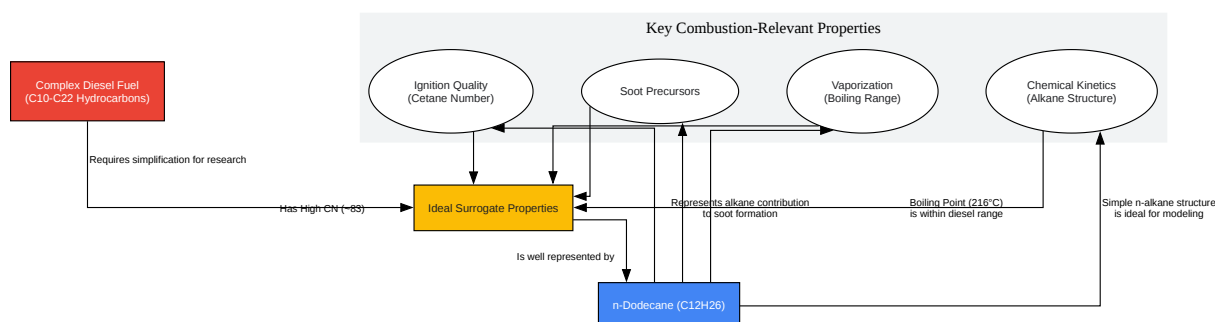 Key Combustion-Relevant Properties
Complex Diesel Fuel
(C10-C22 Hydrocarbons)
Ignition Quality
(Cetane Number)
Soot Precursors
Vaporization
(Boiling Range)
Chemical Kinetics
(Alkane Structure)
Requires simplification for research
Has High CN (~83)
Ideal Surrogate Properties
Represents alkane contribution
to soot formation
Boiling Point (216°C)
is within diesel range
Simple n-alkane structure
is ideal for modeling
Is well represented by
n-Dodecane (C12H26)